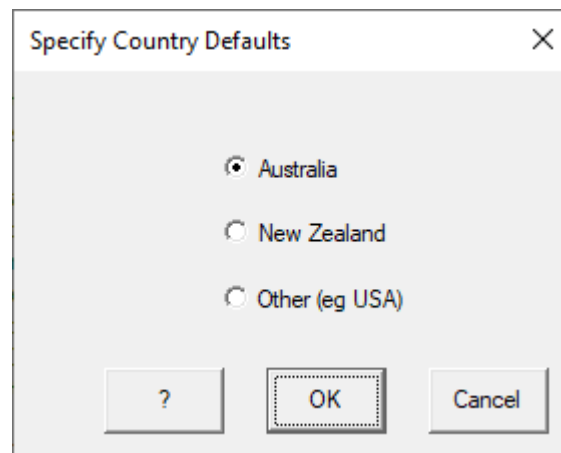 Specify Country Defaults
Australia
New Zealand
Other (eg USA)
? OK Cancel